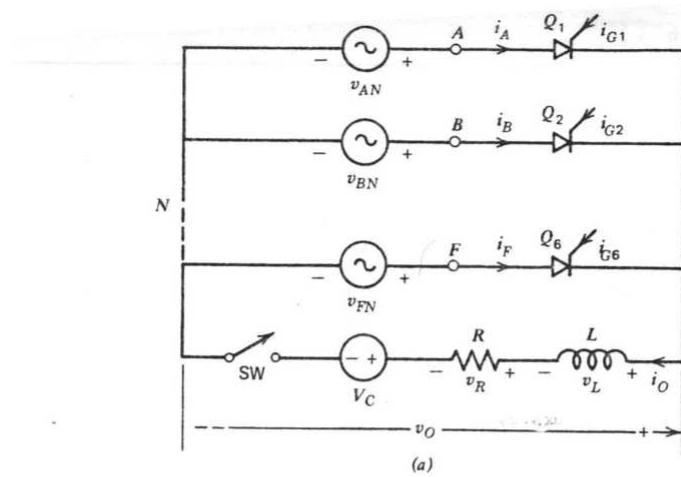 A i_A Q_1 i_G1
− + 
v_AN
B i_B Q_2 i_G2
− +
v_BN
N
F i_F Q_6 i_G6
− +
v_FN
R L
SW − + − + − + i_O
V_C v_R v_L
− v_O +
(a)